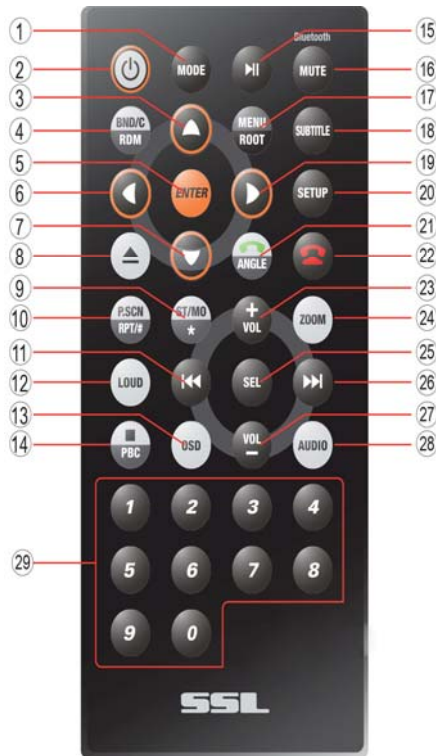 Bluetooth
① ⑮
② MODE MUTE ⑯
③ ⑰
④ BND/C MENU SUBTITLE ⑱
RDM ROOT
⑤ ⑲
⑥ ENTER SETUP ⑳
⑦ ㉑
⑧ ANGLE ㉒
⑨ ㉓
⑩ P.SCN ST/MO + ZOOM ㉔
RPT/# * VOL
⑪ ㉕
⑫ LOUD SEL ㉖
⑬ ㉗
⑭ PBC OSD VOL AUDIO ㉘
−
1 2 3 4
㉙ 5 6 7 8
9 0
SSL